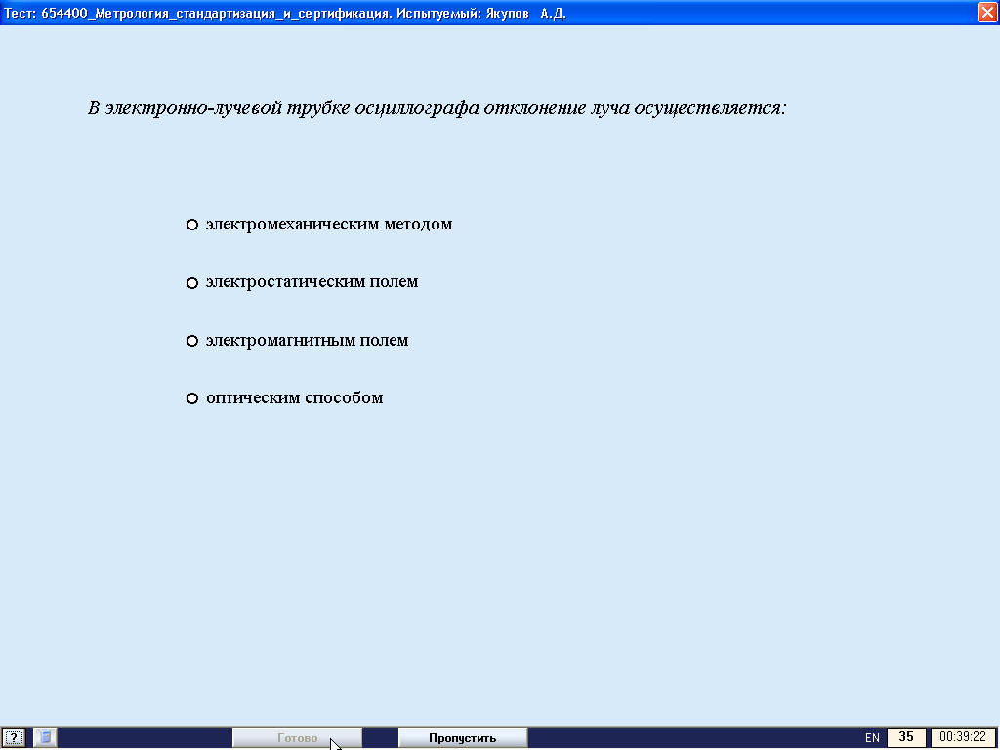 Тест: 654400_Метрология_стандартизация_и_сертификация. Испытуемый: Якупов А.Д.
В электронно-лучевой трубке осциллографа отклонение луча осуществляется:
электромеханическим методом
электростатическим полем
электромагнитным полем
оптическим способом
? Готово Пропустить EN 35 00:39:22